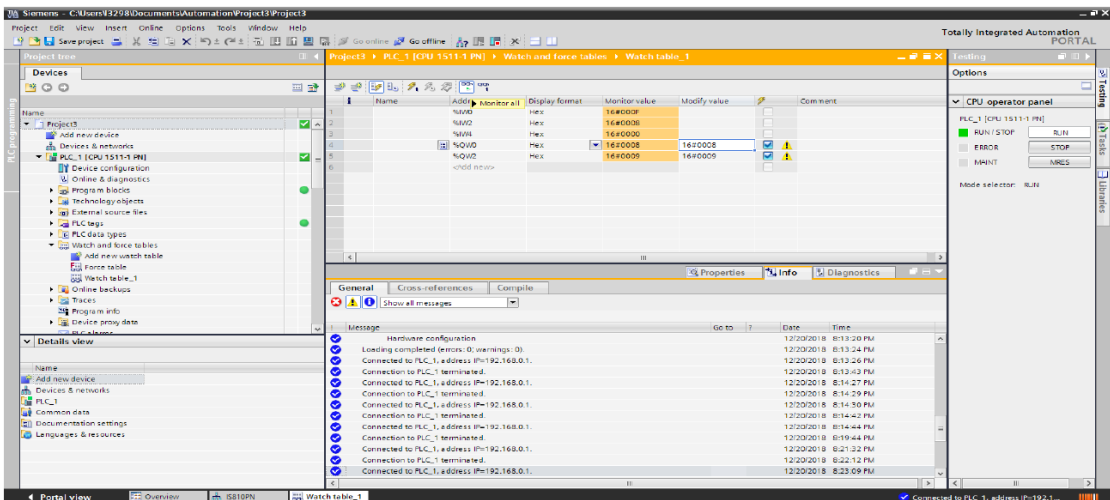 Siemens - C:\Users\13298\Documents\Automation\Project3\Project3
Project Edit View Insert Online Options Tools Window Help
Totally Integrated Automation
PORTAL
Save project Go online Go offline
Project tree
Project3 PLC_1 [CPU 1511-1 PN] Watch and force tables Watch table_1
Testing
Devices
Options
Name
Project3
Add new device
Devices & networks
PLC_1 [CPU 1511-1 PN]
Device configuration
Online & diagnostics
Program blocks
Technology objects
External source files
PLC tags
PLC data types
Watch and force tables
Add new watch table
Force table
Watch table_1
Online backups
Traces
Program info
Device proxy data
PLC alarms
PLC programming
i Name Addr Monitor all Display format Monitor value Modify value Comment
1 %IW0 Hex 16#000F
2 %IW2 Hex 16#0008
3 %IW4 Hex 16#0000
4 %QW0 Hex 16#0008 16#0008
5 %QW2 Hex 16#0009 16#0009
6 <Add new>
CPU operator panel
PLC_1 [CPU 1511-1 PN]
RUN / STOP RUN
ERROR STOP
MAINT MRES
Mode selector: RUN
Testing
Tasks
Libraries
Properties Info Diagnostics
General Cross-references Compile
Show all messages
! Message Go to ? Date Time
Hardware configuration 12/20/2018 8:13:20 PM
Loading completed (errors: 0; warnings: 0). 12/20/2018 8:13:24 PM
Connected to PLC_1, address IP=192.168.0.1. 12/20/2018 8:13:26 PM
Connection to PLC_1 terminated. 12/20/2018 8:13:43 PM
Connected to PLC_1, address IP=192.168.0.1. 12/20/2018 8:14:27 PM
Connection to PLC_1 terminated. 12/20/2018 8:14:29 PM
Connected to PLC_1, address IP=192.168.0.1. 12/20/2018 8:14:30 PM
Connection to PLC_1 terminated. 12/20/2018 8:14:42 PM
Connected to PLC_1, address IP=192.168.0.1. 12/20/2018 8:14:44 PM
Connection to PLC_1 terminated. 12/20/2018 8:19:44 PM
Connected to PLC_1, address IP=192.168.0.1. 12/20/2018 8:21:32 PM
Connection to PLC_1 terminated. 12/20/2018 8:22:12 PM
Connected to PLC_1, address IP=192.168.0.1. 12/20/2018 8:23:09 PM
Details view
Name
Add new device
Devices & networks
PLC_1
Common data
Documentation settings
Languages & resources
Portal view Overview IS810PN Watch table_1 Connected to PLC_1, address IP=192.1...